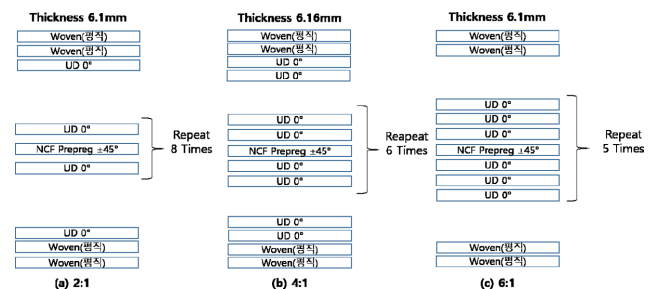 Thickness 6.1mm
Woven(평직)
Woven(평직)
UD 0°
UD 0°
NCF Prepreg ±45°
UD 0°
Repeat
8 Times
UD 0°
Woven(평직)
Woven(평직)
(a) 2:1
Thickness 6.16mm
Woven(평직)
Woven(평직)
UD 0°
UD 0°
UD 0°
UD 0°
NCF Prepreg ±45°
UD 0°
UD 0°
Reapeat
6 Times
UD 0°
UD 0°
Woven(평직)
Woven(평직)
(b) 4:1
Thickness 6.1mm
Woven(평직)
Woven(평직)
UD 0°
UD 0°
UD 0°
NCF Prepreg ±45°
UD 0°
UD 0°
UD 0°
Repeat
5 Times
Woven(평직)
Woven(평직)
(c) 6:1